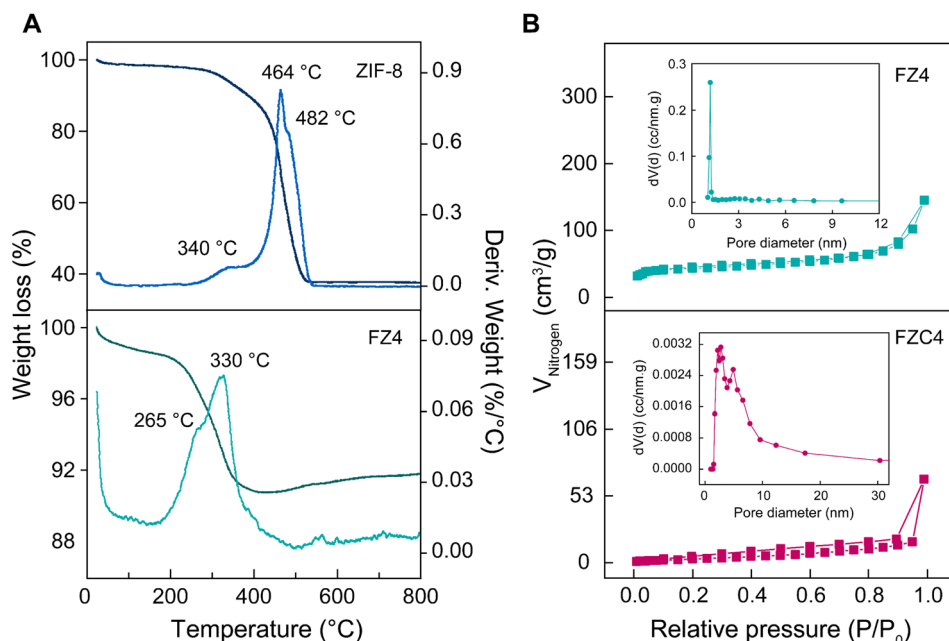 A
ZIF-8
464 °C
482 °C
340 °C
100
80
60
40
0.9
0.6
0.3
0.0
FZ4
330 °C
265 °C
100
96
92
88
0.09
0.06
0.03
0.00
Weight loss (%)
Deriv. Weight (%/°C)
0 200 400 600 800
Temperature (°C)
B
FZ4
300
200
100
0
0.3
0.2
0.1
0.0
dV(d) (cc/nm.g)
0 3 6 9 12
Pore diameter (nm)
FZC4
159
106
53
0
0.0032
0.0024
0.0016
0.0008
0.0000
dV(d) (cc/nm.g)
0 10 20 30
Pore diameter (nm)
V Nitrogen (cm³/g)
0.0 0.2 0.4 0.6 0.8 1.0
Relative pressure (P/P₀)